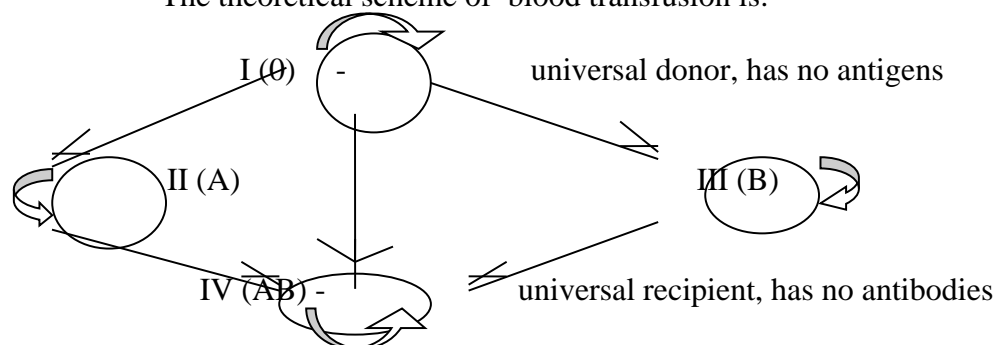 The theoretical scheme of blood transfusion is:
I (0) - universal donor, has no antigens
II (A) III (B)
IV (AB) - universal recipient, has no antibodies